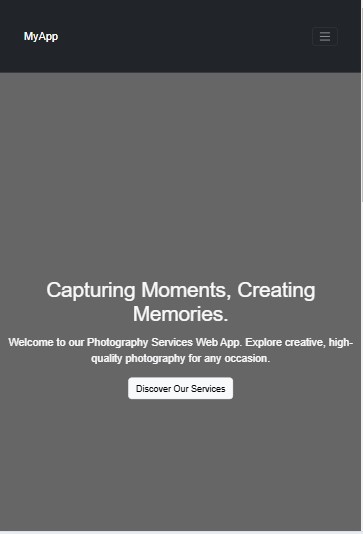 MyApp
Capturing Moments, Creating
Memories.
Welcome to our Photography Services Web App. Explore creative, high-
quality photography for any occasion.
Discover Our Services